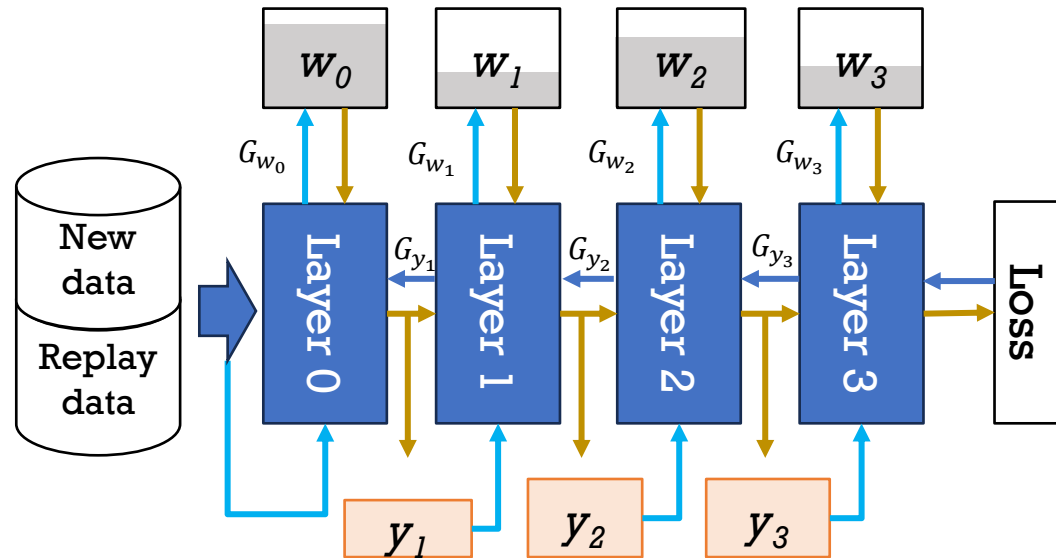 w0 w1 w2 w3
Gw0 Gw1 Gw2 Gw3
New
data
Replay
data
Layer 0
Gy1
Layer 1
Gy2
Layer 2
Gy3
Layer 3
Loss
y1 y2 y3